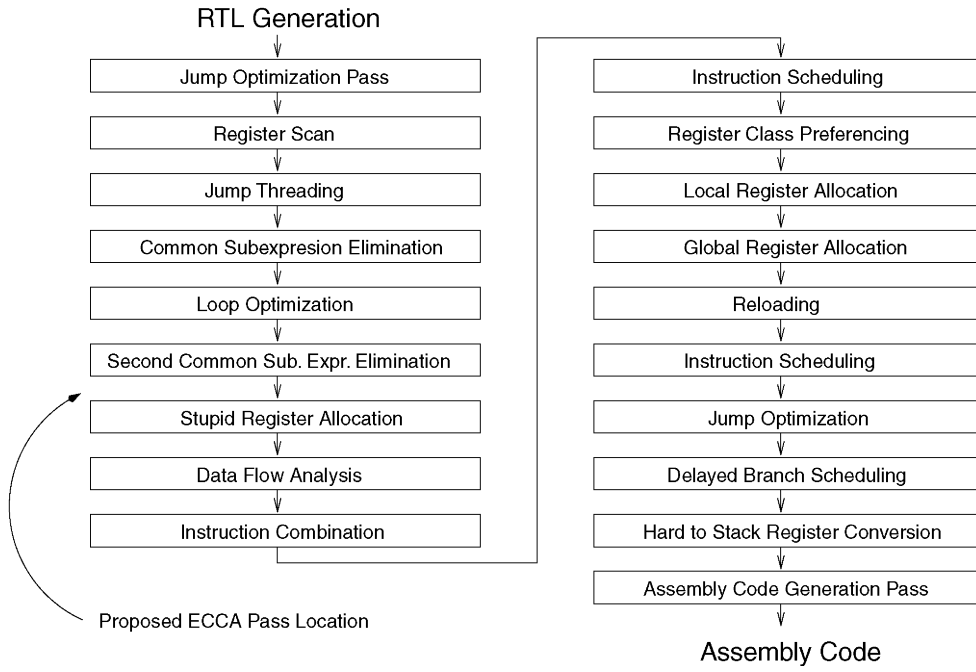 RTL Generation
Jump Optimization Pass
Register Scan
Jump Threading
Common Subexpresion Elimination
Loop Optimization
Second Common Sub. Expr. Elimination
Stupid Register Allocation
Data Flow Analysis
Instruction Combination
Proposed ECCA Pass Location
Instruction Scheduling
Register Class Preferencing
Local Register Allocation
Global Register Allocation
Reloading
Instruction Scheduling
Jump Optimization
Delayed Branch Scheduling
Hard to Stack Register Conversion
Assembly Code Generation Pass
Assembly Code